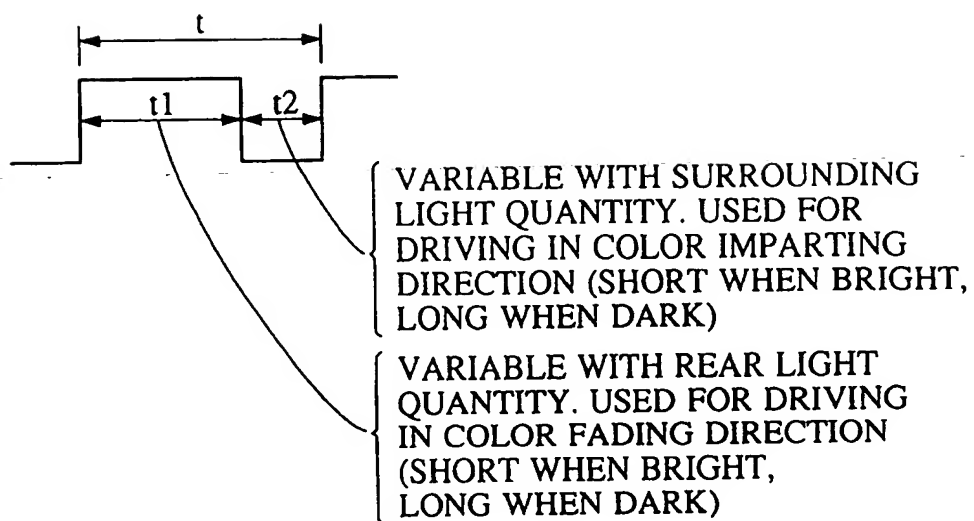 t
t1 t2
VARIABLE WITH SURROUNDING
LIGHT QUANTITY. USED FOR
DRIVING IN COLOR IMPARTING
DIRECTION (SHORT WHEN BRIGHT,
LONG WHEN DARK)
VARIABLE WITH REAR LIGHT
QUANTITY. USED FOR DRIVING
IN COLOR FADING DIRECTION
(SHORT WHEN BRIGHT,
LONG WHEN DARK)